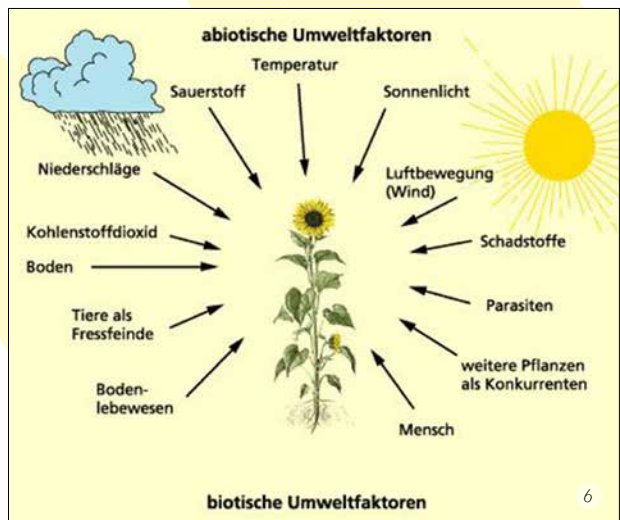 abiotische Umweltfaktoren
Temperatur
Sauerstoff
Sonnenlicht
Niederschläge
Luftbewegung
(Wind)
Kohlenstoffdioxid
Schadstoffe
Boden
Parasiten
Tiere als
Fressfeinde
weitere Pflanzen
als Konkurrenten
Boden-
lebewesen
Mensch
biotische Umweltfaktoren
6